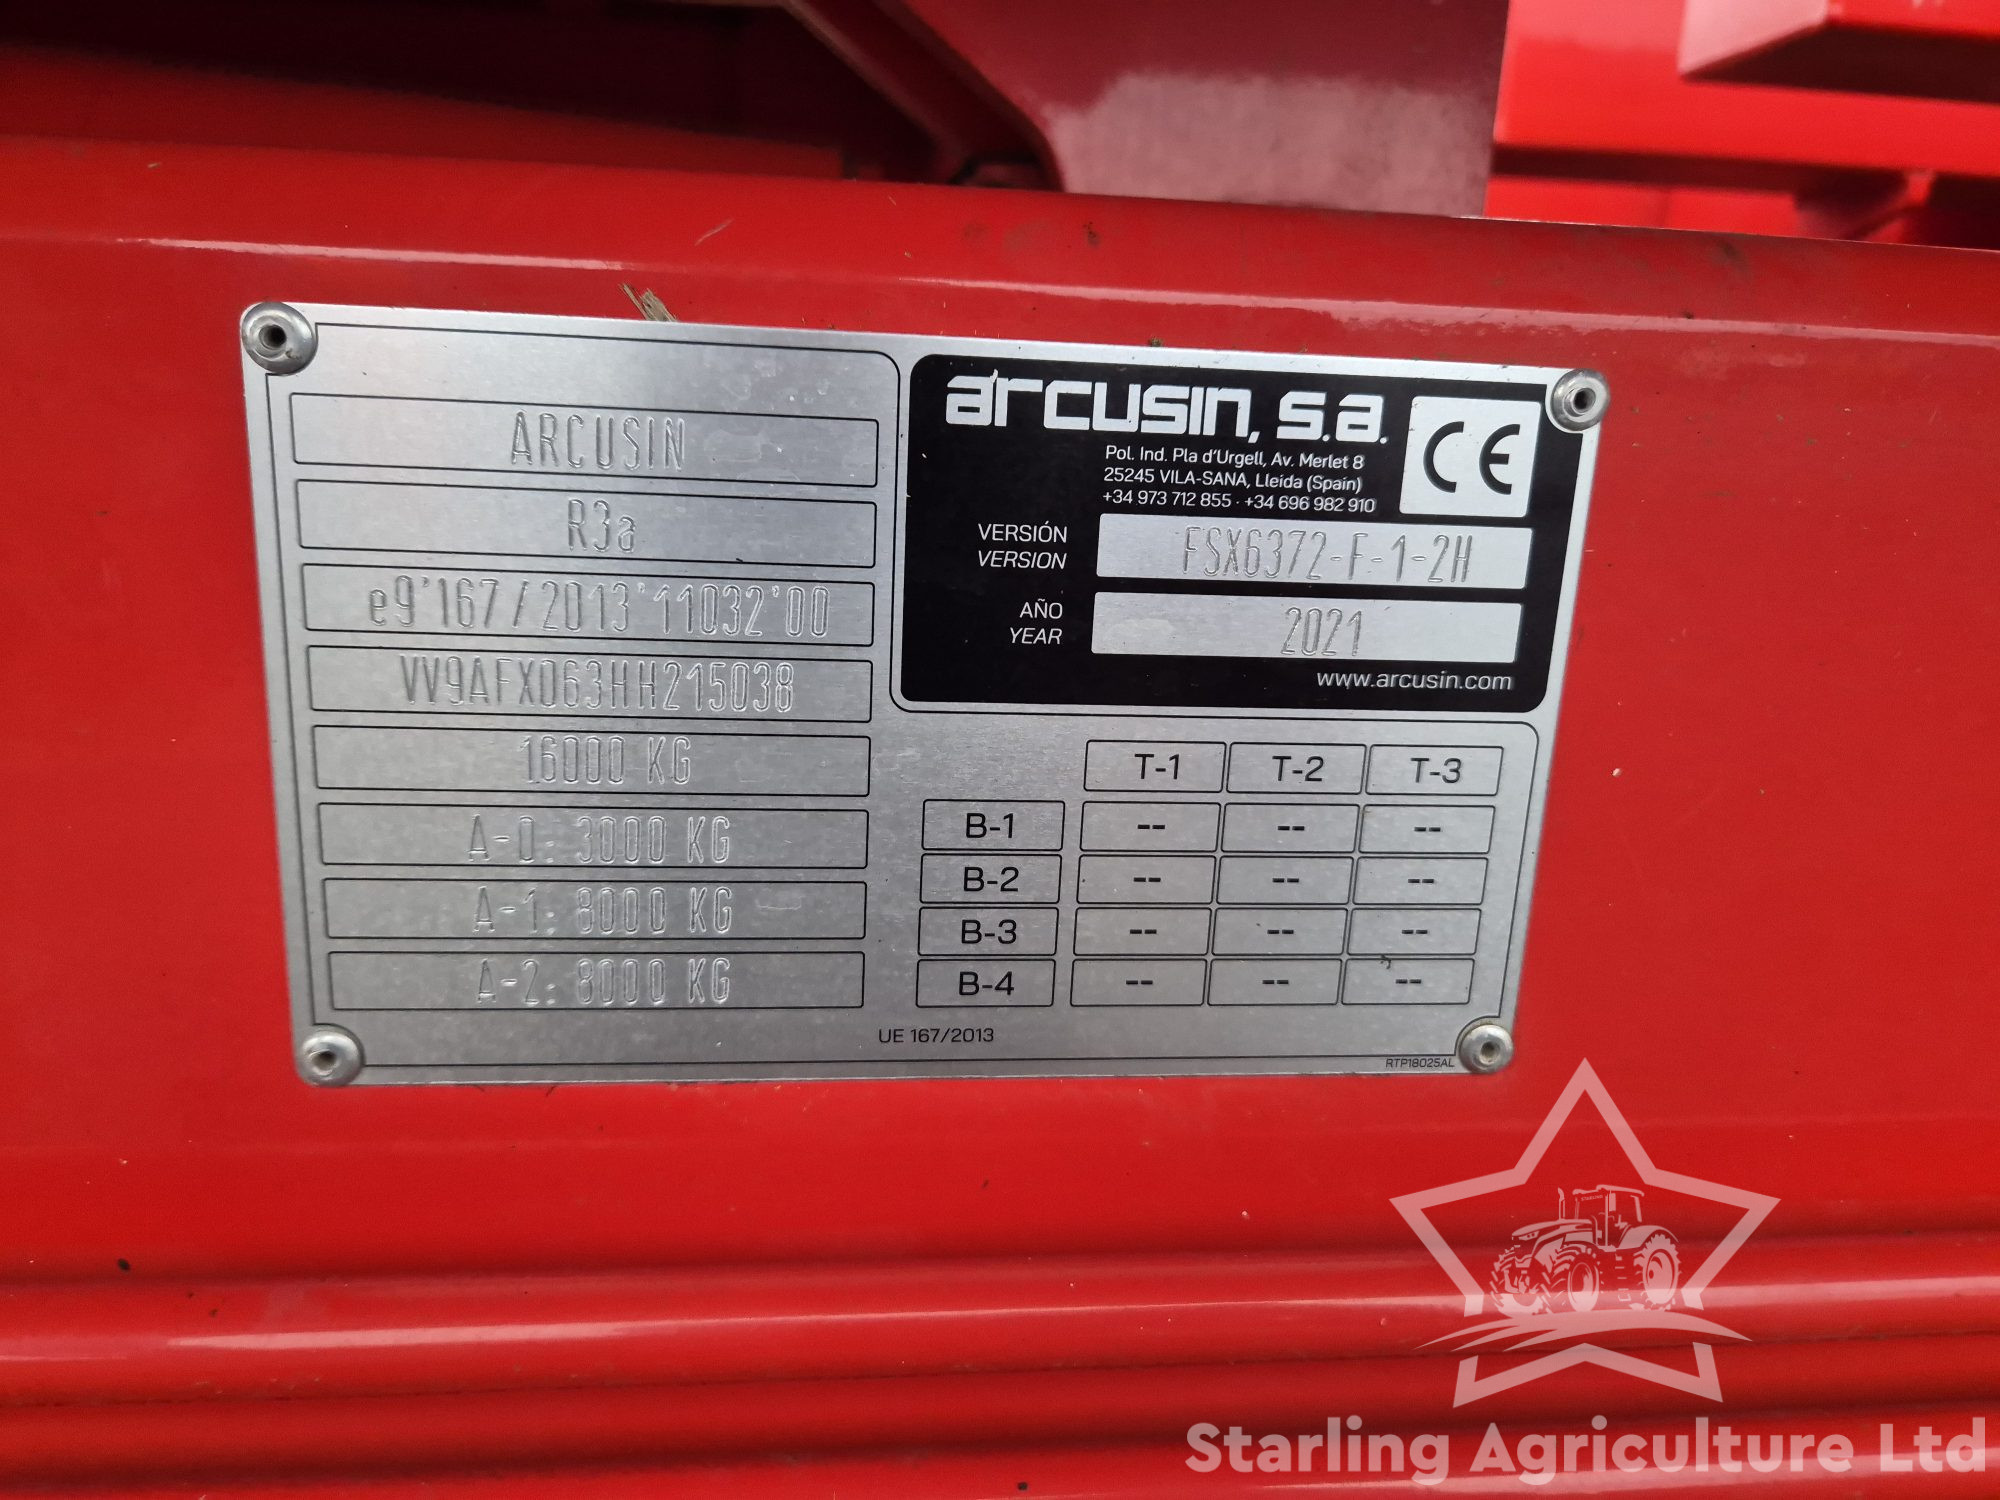 ARCUSIN
R3a
e9'167/2013'11032'00
VV9AFX063HH215038
16000 KG
A-0: 3000 KG
A-1: 8000 KG
A-2: 8000 KG
arcusin, s.a.
Pol. Ind. Pla d'Urgell, Av. Merlet 8
25245 VILA-SANA, Lleida (Spain)
+34 973 712 855 · +34 696 982 910
CE
VERSIÓN
VERSION
FSX6372-F-1-2H
AÑO
YEAR
2021
www.arcusin.com
T-1 T-2 T-3
B-1 -- -- --
B-2 -- -- --
B-3 -- -- --
B-4 -- -- --
UE 167/2013
RTP18025AL
Starling Agriculture Ltd